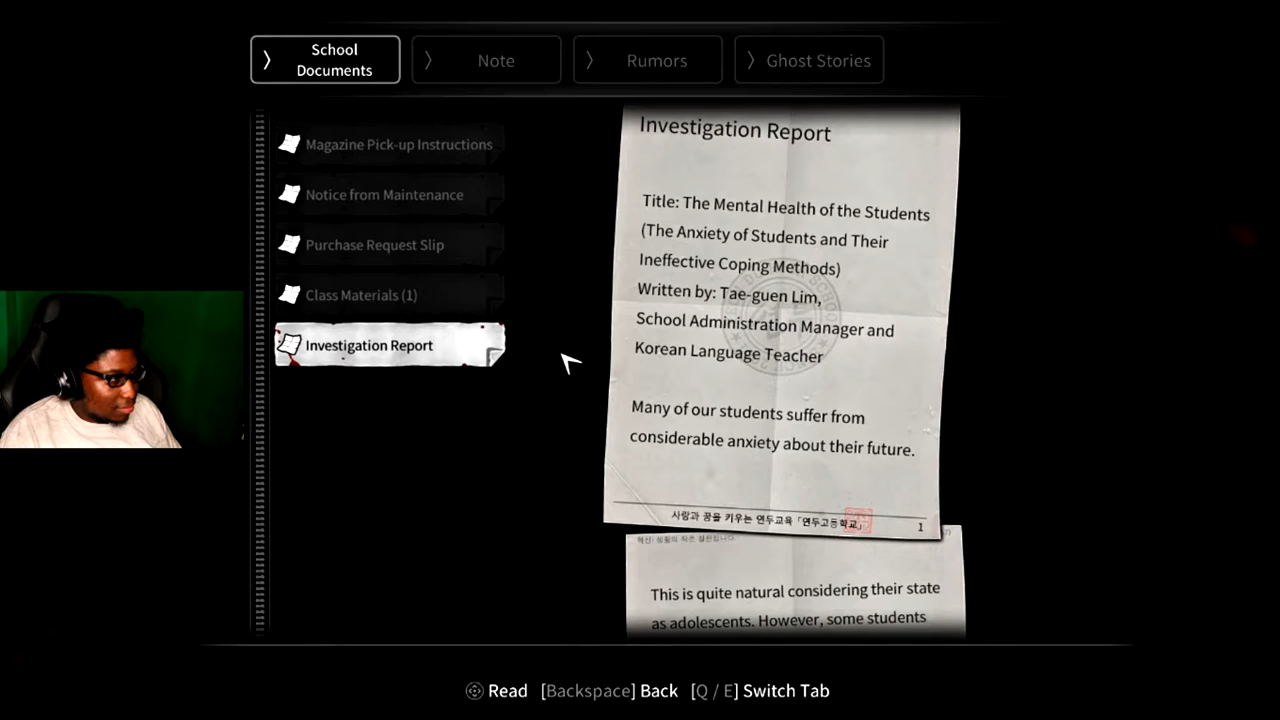 School
Documents
Note
Rumors
Ghost Stories
Magazine Pick-up Instructions
Notice from Maintenance
Purchase Request Slip
Class Materials (1)
Investigation Report
Investigation Report
Title: The Mental Health of the Students
(The Anxiety of Students and Their
Ineffective Coping Methods)
Written by: Tae-guen Lim,
School Administration Manager and
Korean Language Teacher
Many of our students suffer from
considerable anxiety about their future.
사랑과 꿈을 키우는 연두교육 「연두고등학교」 1
This is quite natural considering their state
as adolescents. However, some students
Read [Backspace] Back [Q / E] Switch Tab